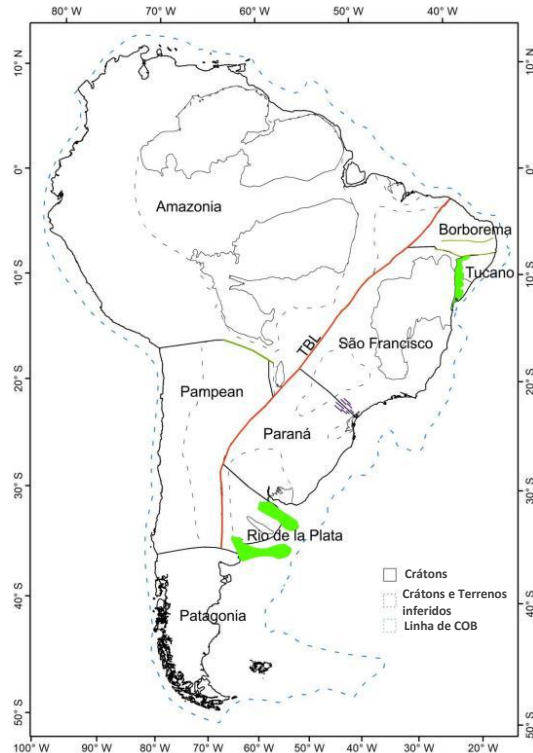 80° W 70° W 60° W 50° W 40° W
10° N
10° N
0°
0°
Amazonia
Borborema
10° S
Tucano
10° S
TBL
São Francisco
20° S
Pampean
20° S
Paraná
30° S
30° S
Rio de la Plata
Crátons
40° S
Crátons e Terrenos
inferidos
40° S
Patagonia
Linha de COB
50° S
50° S
100° W 90° W 80° W 70° W 60° W 50° W 40° W 30° W 20° W